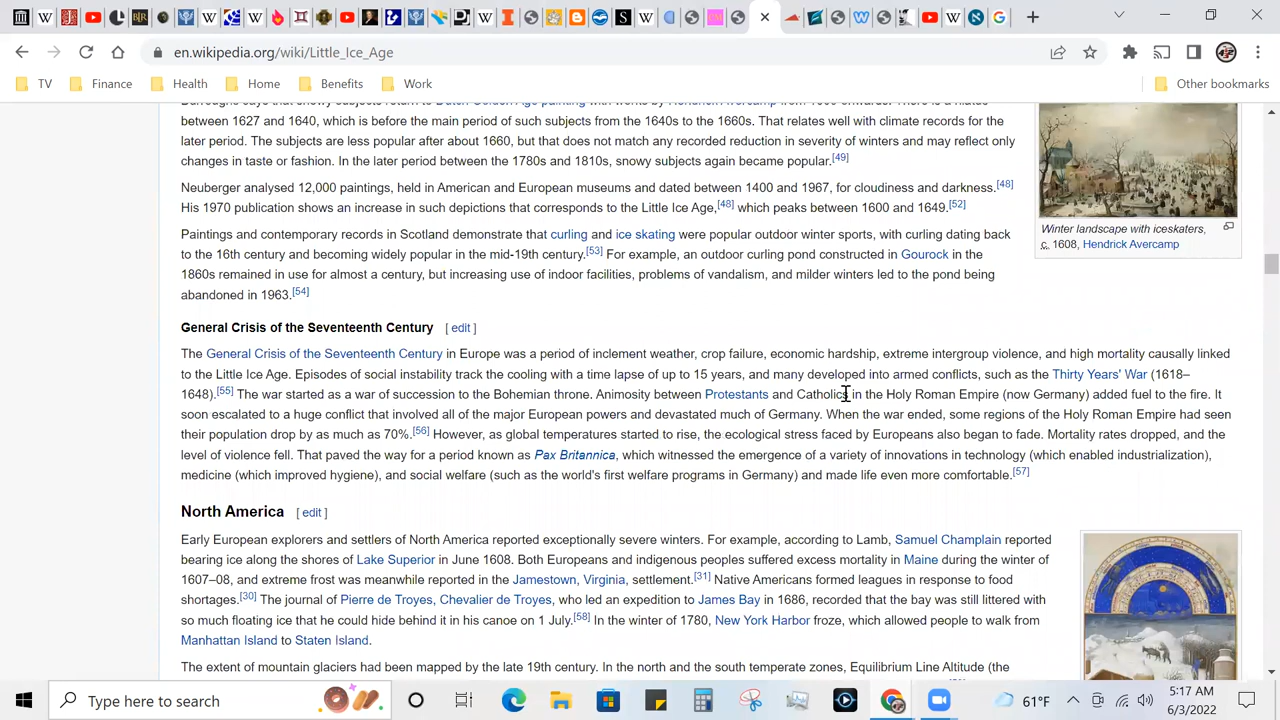 en.wikipedia.org/wiki/Little_Ice_Age
TV Finance Health Home Benefits Work Other bookmarks
Burroughs says that snowy subjects return to Dutch Golden Age painting with works by Hendrick Avercamp from 1608 onwards. There is a hiatus
between 1627 and 1640, which is before the main period of such subjects from the 1640s to the 1660s. That relates well with climate records for the
later period. The subjects are less popular after about 1660, but that does not match any recorded reduction in severity of winters and may reflect only
changes in taste or fashion. In the later period between the 1780s and 1810s, snowy subjects again became popular.[49]
Neuberger analysed 12,000 paintings, held in American and European museums and dated between 1400 and 1967, for cloudiness and darkness.[48]
His 1970 publication shows an increase in such depictions that corresponds to the Little Ice Age,[48] which peaks between 1600 and 1649.[52]
Paintings and contemporary records in Scotland demonstrate that curling and ice skating were popular outdoor winter sports, with curling dating back
to the 16th century and becoming widely popular in the mid-19th century.[53] For example, an outdoor curling pond constructed in Gourock in the
1860s remained in use for almost a century, but increasing use of indoor facilities, problems of vandalism, and milder winters led to the pond being
abandoned in 1963.[54]
Winter landscape with iceskaters,
c. 1608, Hendrick Avercamp
General Crisis of the Seventeenth Century [ edit ]
The General Crisis of the Seventeenth Century in Europe was a period of inclement weather, crop failure, economic hardship, extreme intergroup violence, and high mortality causally linked
to the Little Ice Age. Episodes of social instability track the cooling with a time lapse of up to 15 years, and many developed into armed conflicts, such as the Thirty Years' War (1618–
1648).[55] The war started as a war of succession to the Bohemian throne. Animosity between Protestants and Catholics in the Holy Roman Empire (now Germany) added fuel to the fire. It
soon escalated to a huge conflict that involved all of the major European powers and devastated much of Germany. When the war ended, some regions of the Holy Roman Empire had seen
their population drop by as much as 70%.[56] However, as global temperatures started to rise, the ecological stress faced by Europeans also began to fade. Mortality rates dropped, and the
level of violence fell. That paved the way for a period known as Pax Britannica, which witnessed the emergence of a variety of innovations in technology (which enabled industrialization),
medicine (which improved hygiene), and social welfare (such as the world's first welfare programs in Germany) and made life even more comfortable.[57]
North America [ edit ]
Early European explorers and settlers of North America reported exceptionally severe winters. For example, according to Lamb, Samuel Champlain reported
bearing ice along the shores of Lake Superior in June 1608. Both Europeans and indigenous peoples suffered excess mortality in Maine during the winter of
1607–08, and extreme frost was meanwhile reported in the Jamestown, Virginia, settlement.[31] Native Americans formed leagues in response to food
shortages.[30] The journal of Pierre de Troyes, Chevalier de Troyes, who led an expedition to James Bay in 1686, recorded that the bay was still littered with
so much floating ice that he could hide behind it in his canoe on 1 July.[58] In the winter of 1780, New York Harbor froze, which allowed people to walk from
Manhattan Island to Staten Island.
The extent of mountain glaciers had been mapped by the late 19th century. In the north and the south temperate zones, Equilibrium Line Altitude (the
Type here to search
61°F
5:17 AM
6/3/2022